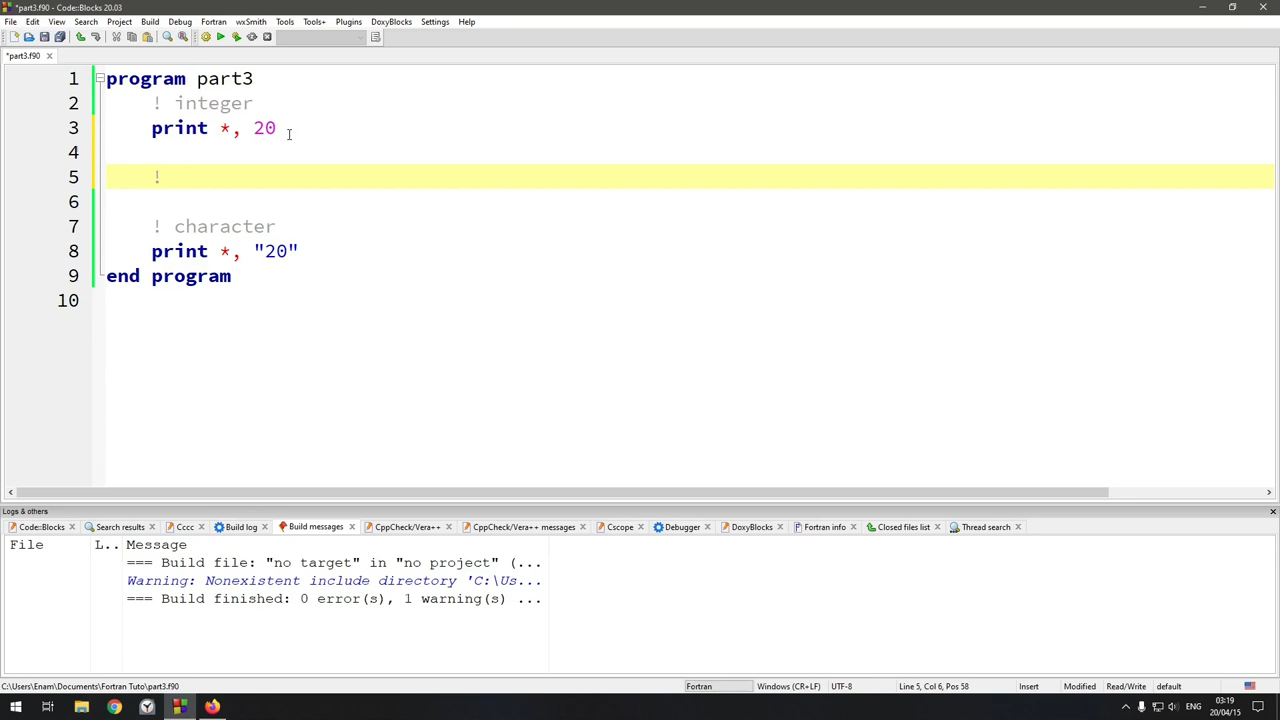 *part3.f90 - Code::Blocks 20.03
File Edit View Search Project Build Debug Fortran wxSmith Tools Tools+ Plugins DoxyBlocks Settings Help
*part3.f90
1 program part3
2 ! integer
3 print *, 20
4
5 !
6
7 ! character
8 print *, "20"
9 end program
10
Logs & others
Code::Blocks Search results Cccc Build log Build messages CppCheck/Vera++ CppCheck/Vera++ messages Cscope Debugger DoxyBlocks Fortran info Closed files list Thread search
File L.. Message
=== Build file: "no target" in "no project" (...
Warning: Nonexistent include directory 'C:\Us...
=== Build finished: 0 error(s), 1 warning(s) ...
C:\Users\Enam\Documents\Fortran Tuto\part3.f90 Fortran Windows (CR+LF) UTF-8 Line 5, Col 6, Pos 58 Insert Modified Read/Write default
ENG 03:19
20/04/15